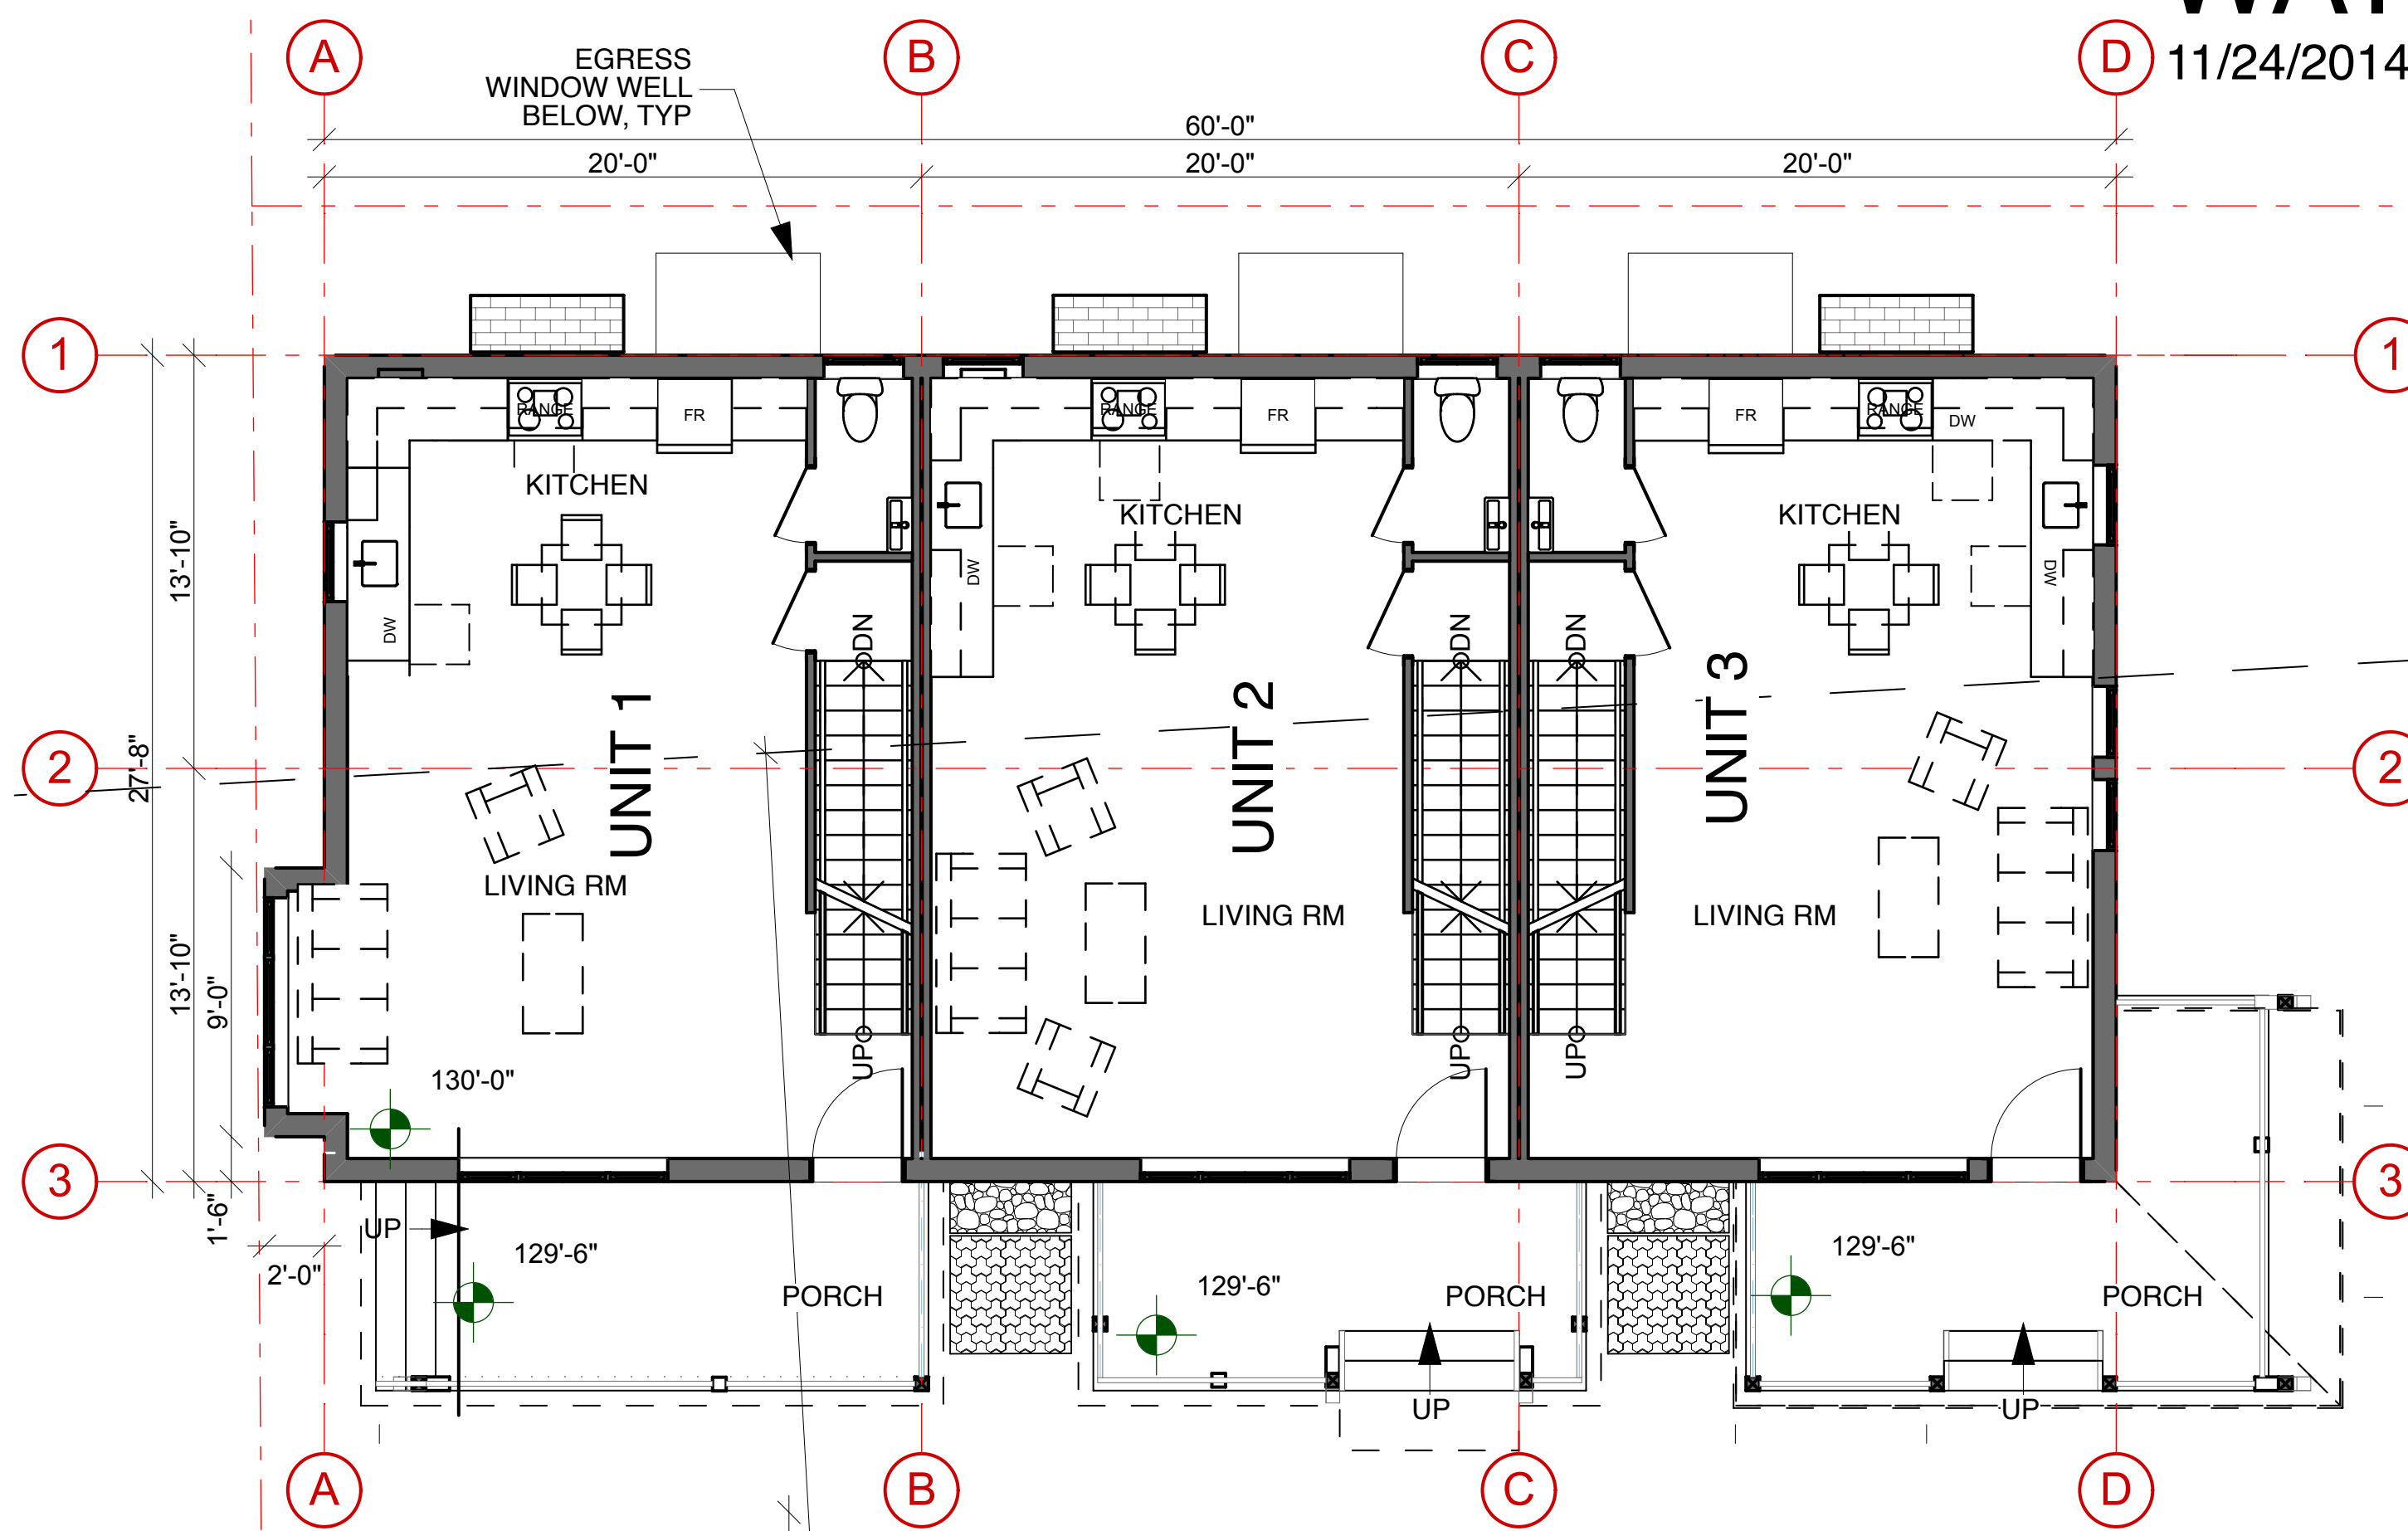 A
B
C
D
11/24/2014
EGRESS
WINDOW WELL
BELOW, TYP
60'-0"
20'-0"
20'-0"
20'-0"
1
1
RANGE
FR
RANGE
FR
FR
RANGE
DW
KITCHEN
KITCHEN
KITCHEN
13'-10"
DW
DW
DW
DN
DN
DN
UNIT 1
UNIT 2
UNIT 3
2
27'-8"
2
LIVING RM
LIVING RM
LIVING RM
13'-10"
9'-0"
UP
UP
UP
130'-0"
3
3
1'-6"
UP
129'-6"
129'-6"
129'-6"
2'-0"
PORCH
PORCH
PORCH
UP
UP
A
B
C
D